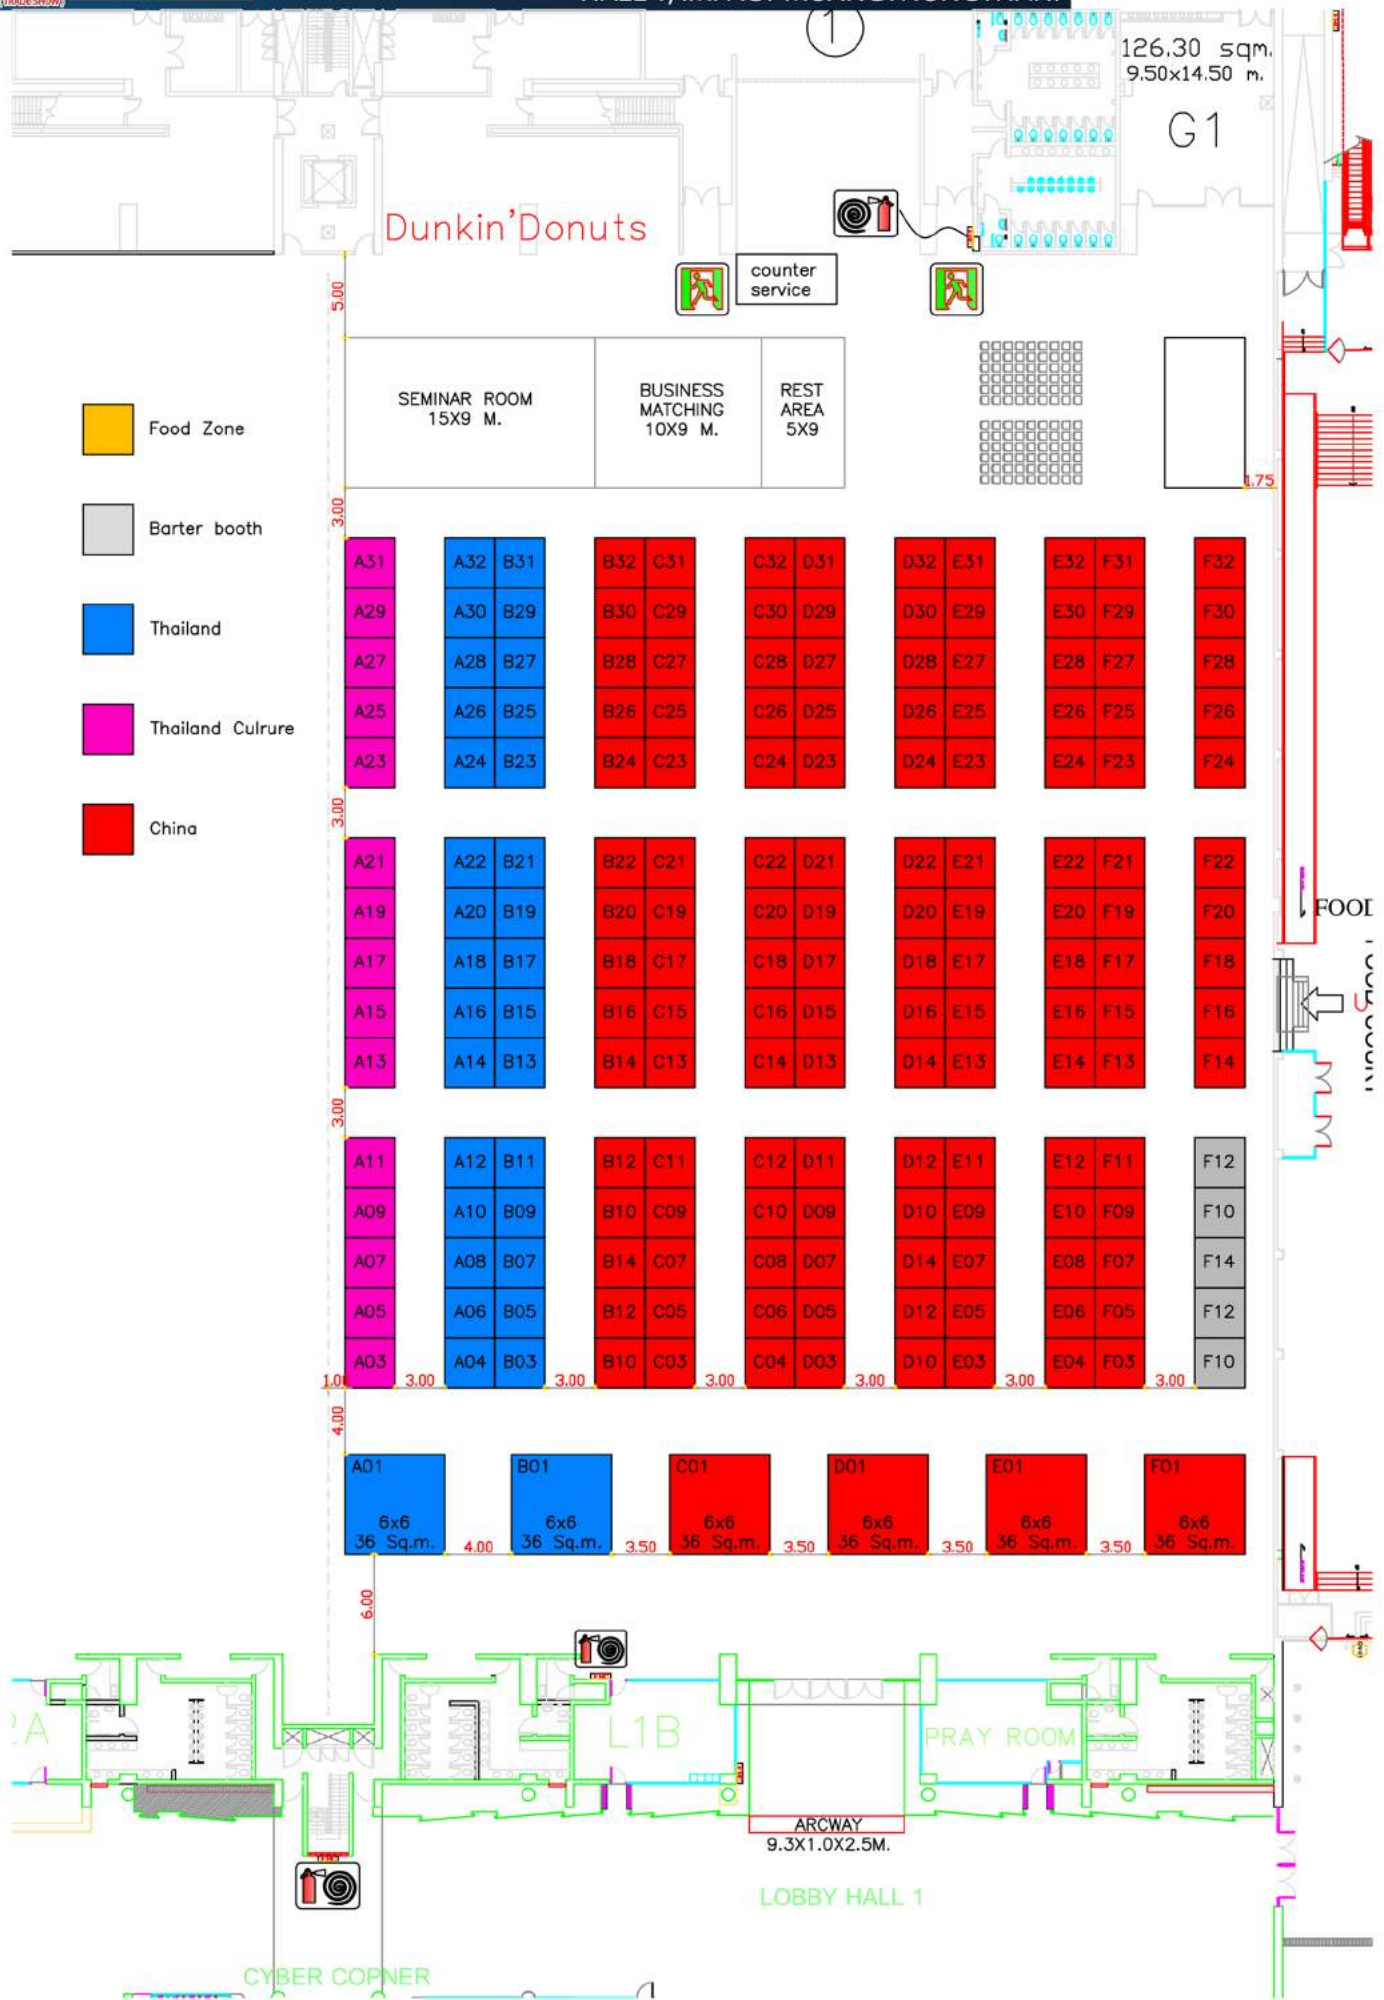 TRADE SHOW
1
126.30 sqm.
9.50x14.50 m.
G1
Dunkin'Donuts
counter
service
5.00
SEMINAR ROOM
15X9 M.
BUSINESS
MATCHING
10X9 M.
REST
AREA
5X9
1.75
Food Zone
Barter booth
Thailand
Thailand Culrure
China
3.00
A31 A32 B31 B32 C31 C32 D31 D32 E31 E32 F31 F32
A29 A30 B29 B30 C29 C30 D29 D30 E29 E30 F29 F30
A27 A28 B27 B28 C27 C28 D27 D28 E27 E28 F27 F28
A25 A26 B25 B26 C25 C26 D25 D26 E25 E26 F25 F26
A23 A24 B23 B24 C23 C24 D23 D24 E23 E24 F23 F24
3.00
A21 A22 B21 B22 C21 C22 D21 D22 E21 E22 F21 F22
A19 A20 B19 B20 C19 C20 D19 D20 E19 E20 F19 F20
A17 A18 B17 B18 C17 C18 D17 D18 E17 E18 F17 F18
A15 A16 B15 B16 C15 C16 D15 D16 E15 E16 F15 F16
A13 A14 B13 B14 C13 C14 D13 D14 E13 E14 F13 F14
FOOD
FOOD COURT
3.00
A11 A12 B11 B12 C11 C12 D11 D12 E11 E12 F11 F12
A09 A10 B09 B10 C09 C10 D09 D10 E09 E10 F09 F10
A07 A08 B07 B14 C07 C08 D07 D14 E07 E08 F07 F14
A05 A06 B05 B12 C05 C06 D05 D12 E05 E06 F05 F12
A03 A04 B03 B10 C03 C04 D03 D10 E03 E04 F03 F10
1.00 3.00 3.00 3.00 3.00 3.00 3.00
4.00
A01 B01 C01 D01 E01 F01
6x6 6x6 6x6 6x6 6x6 6x6
36 Sq.m. 36 Sq.m. 36 Sq.m. 36 Sq.m. 36 Sq.m. 36 Sq.m.
4.00 3.50 3.50 3.50 3.50
6.00
2A
L1B
PRAY ROOM
ARCWAY
9.3X1.0X2.5M.
LOBBY HALL 1
CYBER COPNER